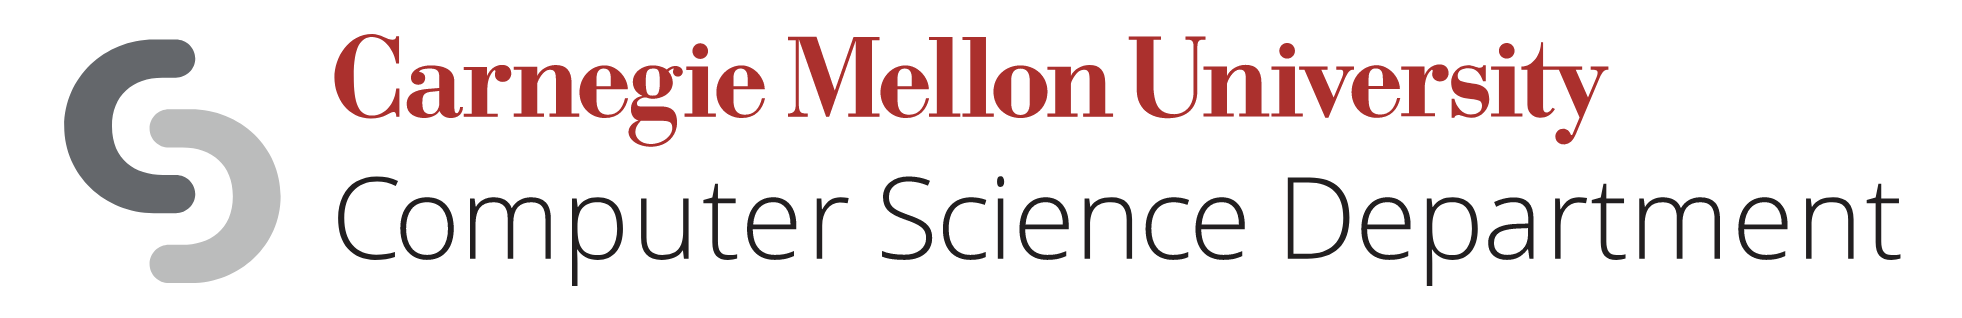 Carnegie Mellon University
Computer Science Department